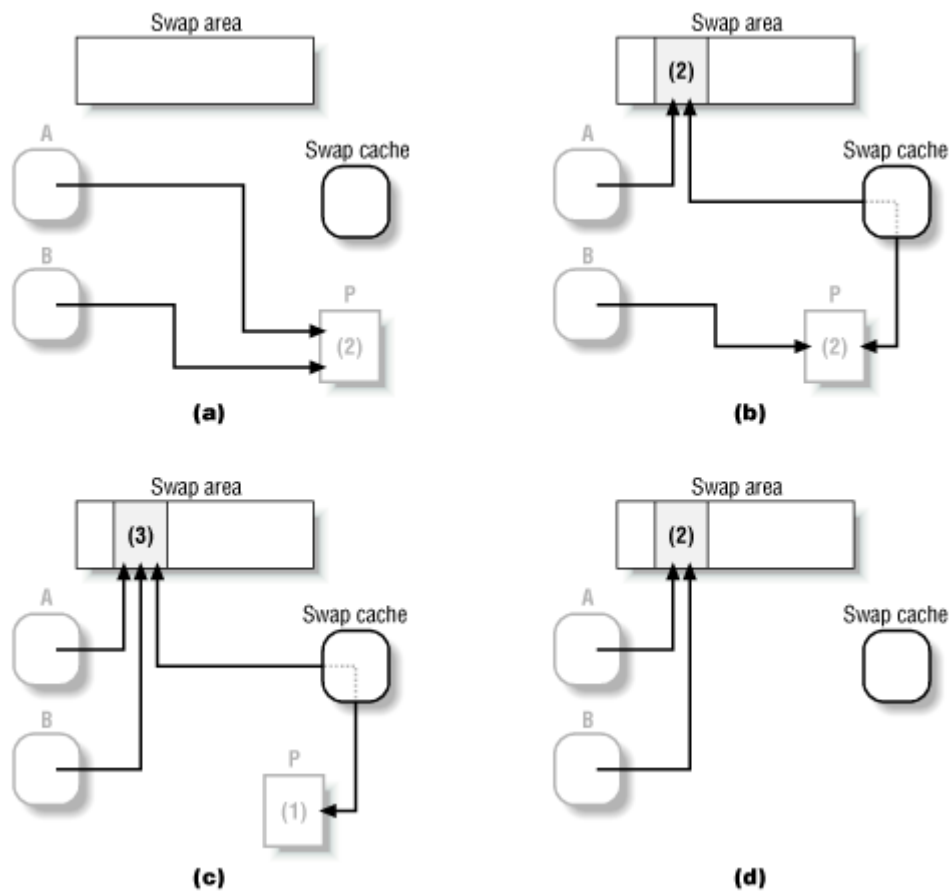 Swap area
A
Swap cache
B
P
(2)
(a)
Swap area
(2)
A
Swap cache
B
P
(2)
(b)
Swap area
(3)
A
Swap cache
B
P
(1)
(c)
Swap area
(2)
A
Swap cache
B
(d)